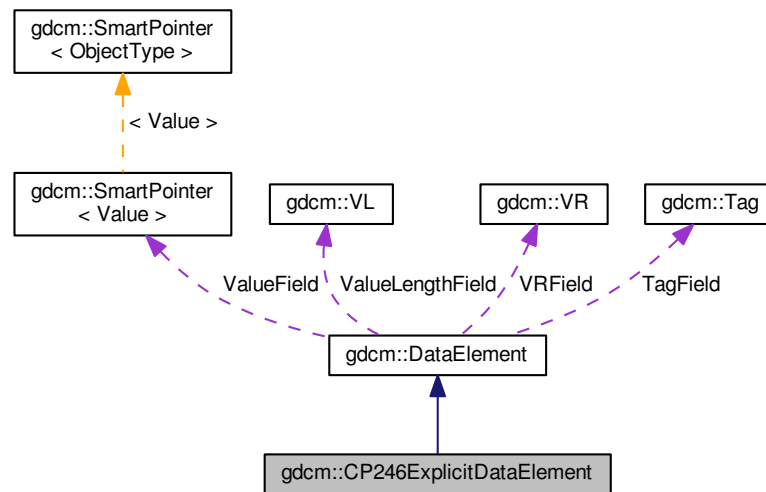 gdcm::SmartPointer
< ObjectType >
< Value >
gdcm::SmartPointer
< Value >
gdcm::VL
gdcm::VR
gdcm::Tag
ValueField
ValueLengthField
VRField
TagField
gdcm::DataElement
gdcm::CP246ExplicitDataElement